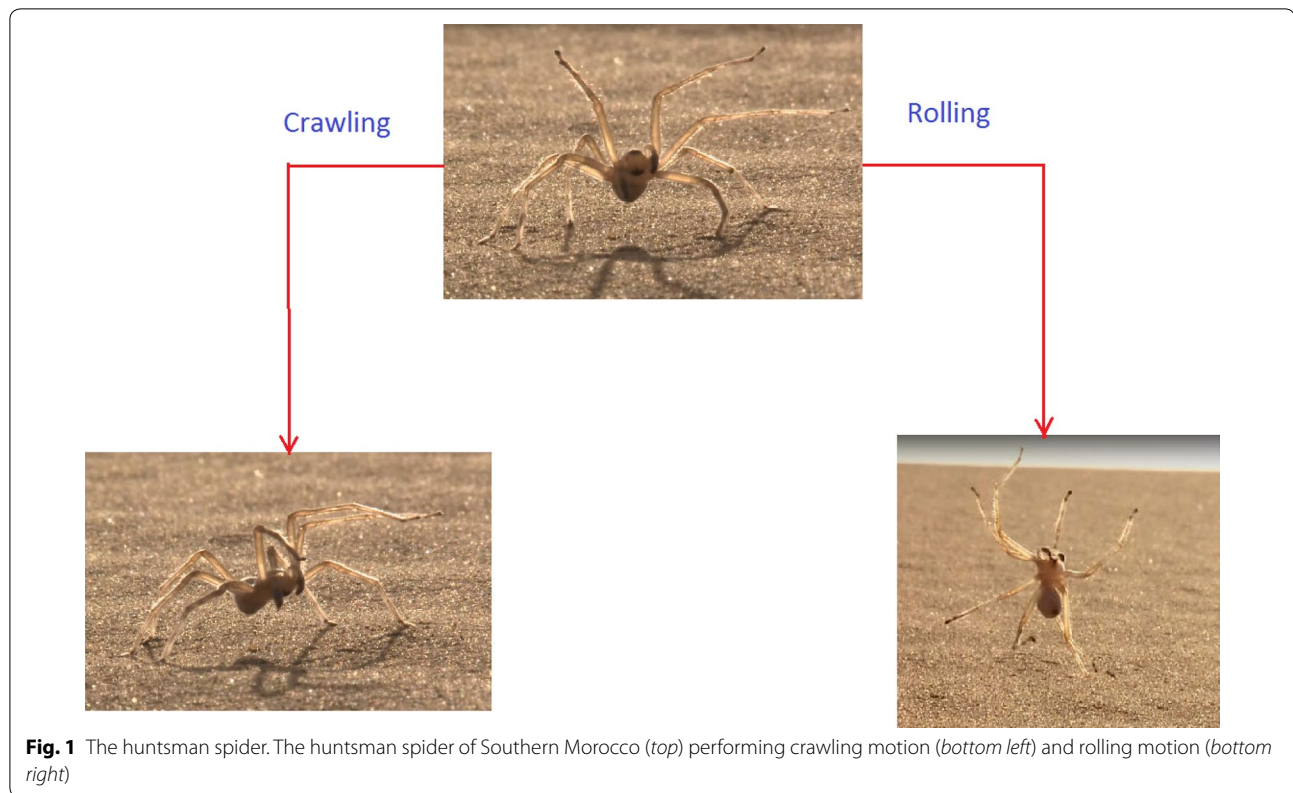 Crawling
Rolling
Fig. 1 The huntsman spider. The huntsman spider of Southern Morocco (top) performing crawling motion (bottom left) and rolling motion (bottom
right)